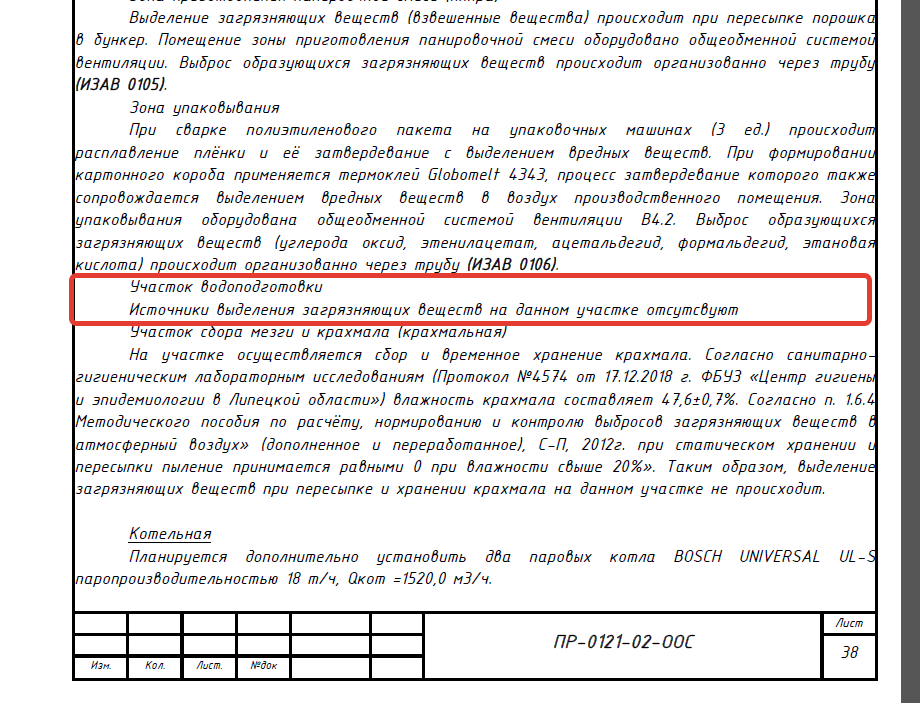 Выделение загрязняющих веществ (взвешенные вещества) происходит при пересыпке порошка
в бункер. Помещение зоны приготовления панировочной смеси оборудовано общеобменной системой
вентиляции. Выброс образующихся загрязняющих веществ происходит организованно через трубу
(ИЗАВ 0105).
Зона упаковывания
При сварке полиэтиленового пакета на упаковочных машинах (3 ед.) происходит
расплавление плёнки и её затвердевание с выделением вредных веществ. При формировании
картонного короба применяется термоклей Globomelt 4343, процесс затвердевание которого также
сопровождается выделением вредных веществ в воздух производственного помещения. Зона
упаковывания оборудована общеобменной системой вентиляции В4.2. Выброс образующихся
загрязняющих веществ (углерода оксид, этенилацетат, ацетальдегид, формальдегид, этановая
кислота) происходит организованно через трубу (ИЗАВ 0106).
Участок водоподготовки
Источники выделения загрязняющих веществ на данном участке отсутсвуют
Участок сбора мезги и крахмала (крахмальная)
На участке осуществляется сбор и временное хранение крахмала. Согласно санитарно-
гигиеническим лабораторным исследованиям (Протокол №4574 от 17.12.2018 г. ФБУЗ «Центр гигиены
и эпидемиологии в Липецкой области») влажность крахмала составляет 47,6±0,7%. Согласно п. 1.6.4
Методического пособия по расчёту, нормированию и контролю выбросов загрязняющих веществ в
атмосферный воздух» (дополненное и переработанное), С-П, 2012г. при статическом хранении и
пересыпки пыление принимается равными 0 при влажности свыше 20%». Таким образом, выделение
загрязняющих веществ при пересыпке и хранении крахмала на данном участке не происходит.
Котельная
Планируется дополнительно установить два паровых котла BOSCH UNIVERSAL UL-S
паропроизводительностью 18 т/ч, Qкот =1520,0 м3/ч.
ПР-0121-02-ООС
Лист
38
Изм. Кол. Лист. №док